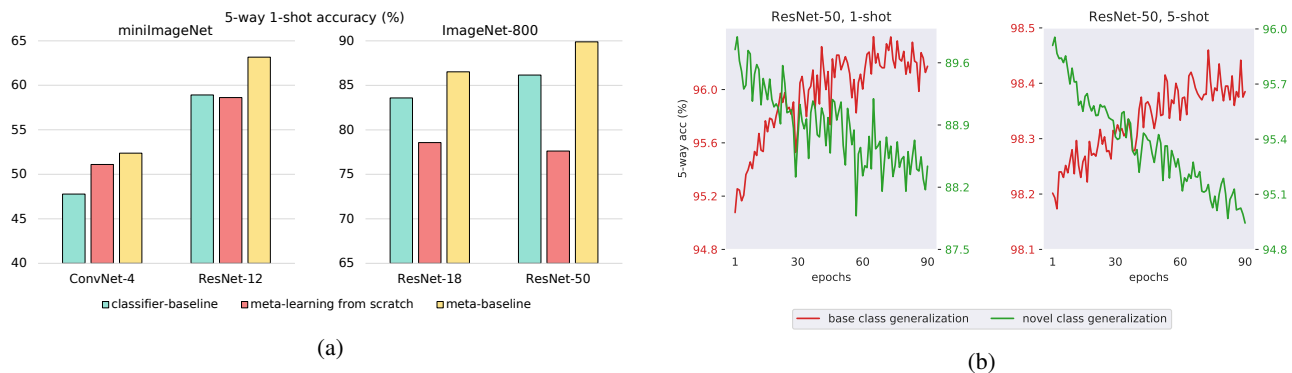 5-way 1-shot accuracy (%)
miniImageNet
ImageNet-800
65
60
55
50
45
40
ConvNet-4
ResNet-12
90
85
80
75
70
65
ResNet-18
ResNet-50
classifier-baseline
meta-learning from scratch
meta-baseline
(a)
ResNet-50, 1-shot
5-way acc (%)
96.0
95.6
95.2
94.8
89.6
88.9
88.2
87.5
1
30
60
90
epochs
ResNet-50, 5-shot
98.5
98.4
98.3
98.2
98.1
96.0
95.7
95.4
95.1
94.8
1
30
60
90
epochs
base class generalization
novel class generalization
(b)